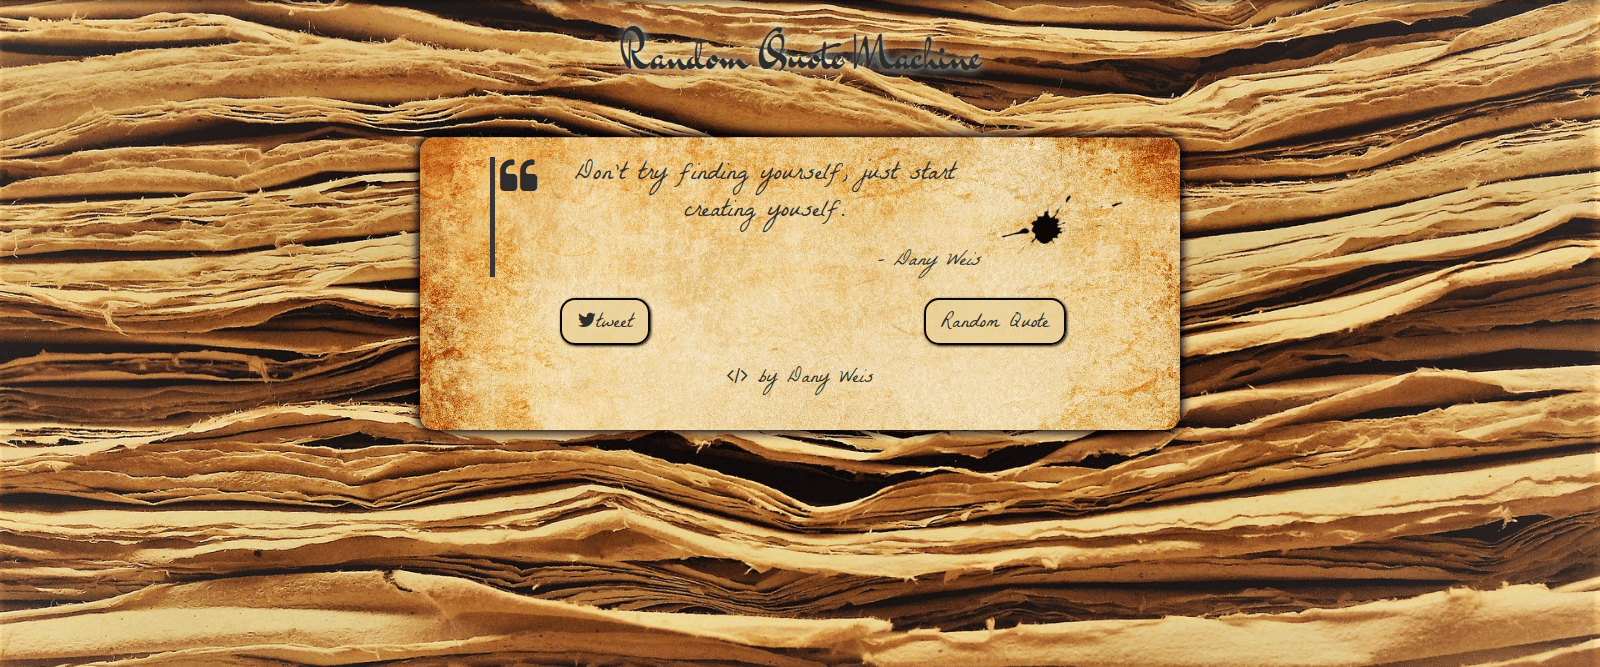 Random Quote Machine
Don't try finding yourself, just start
creating youself.
- Dany Weis
tweet
Random Quote
</> by Dany Weis